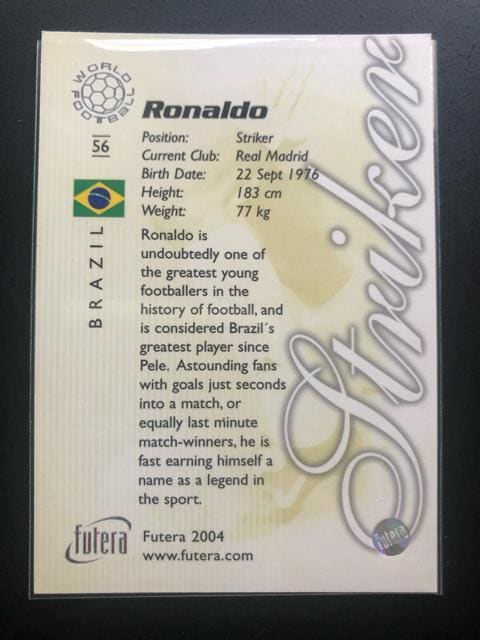 WORLD FOOTBALL
Ronaldo
56
Position: Striker
Current Club: Real Madrid
Birth Date: 22 Sept 1976
Height: 183 cm
Weight: 77 kg
BRAZIL
Ronaldo is
undoubtedly one of
the greatest young
footballers in the
history of football, and
is considered Brazil´s
greatest player since
Pele. Astounding fans
with goals just seconds
into a match, or
equally last minute
match-winners, he is
fast earning himself a
name as a legend in
the sport.
Striker
futera
Futera 2004
www.futera.com
futera